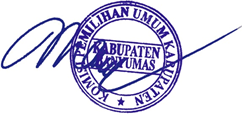 KOMISI PEMILIHAN UMUM KABUPATEN
KABUPATEN
BANYUMAS